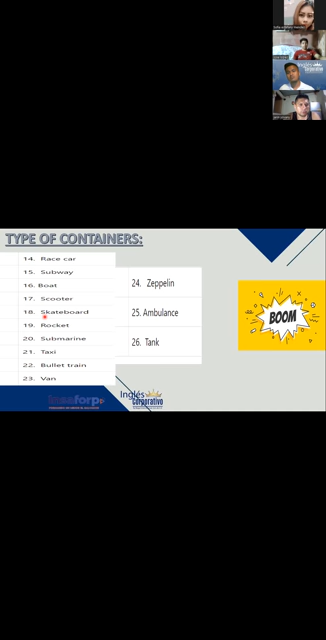 TYPE OF CONTAINERS:
14. Race car
15. Subway
16. Boat
17. Scooter
18. Skateboard
19. Rocket
20. Submarine
21. Taxi
22. Bullet train
23. Van
24. Zeppelin
25. Ambulance
26. Tank
BOOM
Inglés
Corporativo